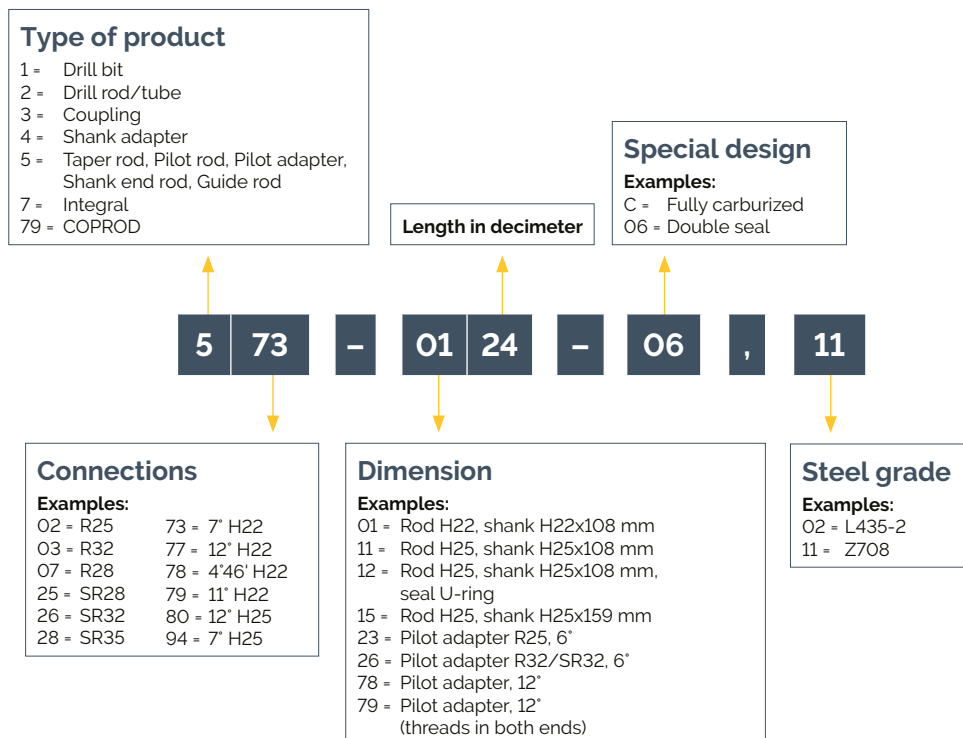 Type of product
1 = Drill bit
2 = Drill rod/tube
3 = Coupling
4 = Shank adapter
5 = Taper rod, Pilot rod, Pilot adapter,
Shank end rod, Guide rod
7 = Integral
79 = COPROD
Length in decimeter
Special design
Examples:
C = Fully carburized
06 = Double seal
5 73 – 01 24 – 06 , 11
Connections
Examples:
02 = R25
03 = R32
07 = R28
25 = SR28
26 = SR32
28 = SR35
73 = 7° H22
77 = 12° H22
78 = 4°46' H22
79 = 11° H22
80 = 12° H25
94 = 7° H25
Dimension
Examples:
01 = Rod H22, shank H22x108 mm
11 = Rod H25, shank H25x108 mm
12 = Rod H25, shank H25x108 mm,
seal U-ring
15 = Rod H25, shank H25x159 mm
23 = Pilot adapter R25, 6°
26 = Pilot adapter R32/SR32, 6°
78 = Pilot adapter, 12°
79 = Pilot adapter, 12°
(threads in both ends)
Steel grade
Examples:
02 = L435-2
11 = Z708